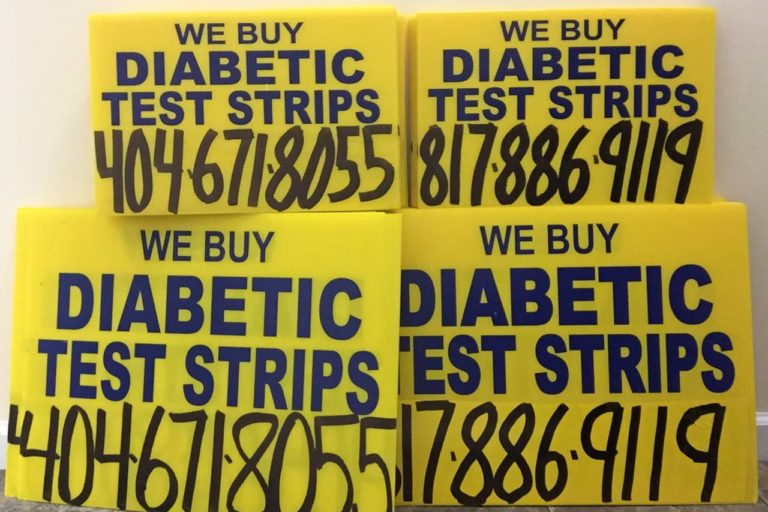 WE BUY
DIABETIC
TEST STRIPS
404·671·8055
WE BUY
DIABETIC
TEST STRIPS
817·886·9119
WE BUY
DIABETIC
TEST STRIPS
404·671·8055
WE BUY
DIABETIC
TEST STRIPS
17·886·9119